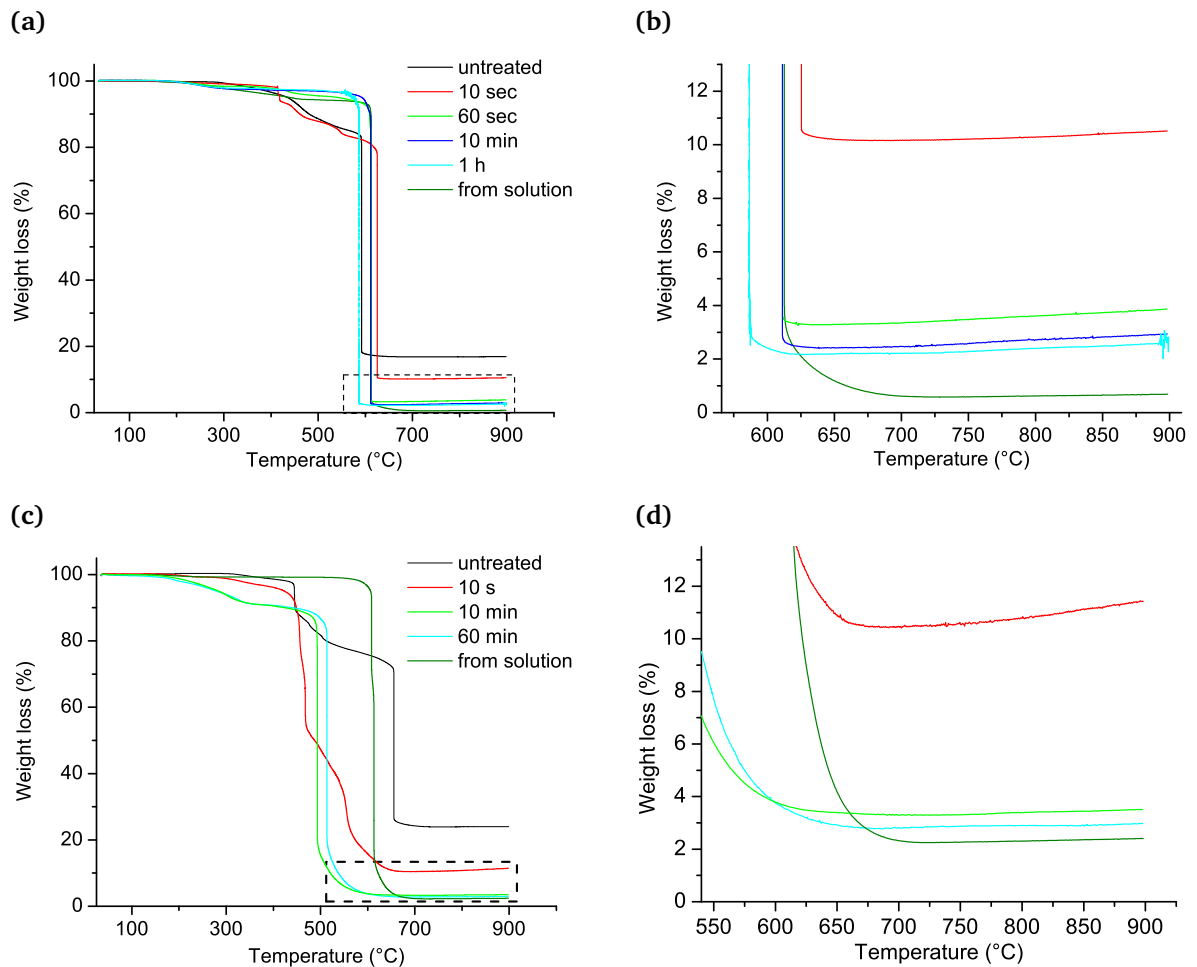 (a)
Weight loss (%)
100
80
60
40
20
0
100
300
500
700
900
Temperature (°C)
untreated
10 sec
60 sec
10 min
1 h
from solution
(b)
Weight loss (%)
12
10
8
6
4
2
0
600
650
700
750
800
850
900
Temperature (°C)
(c)
Weight loss (%)
100
80
60
40
20
0
100
300
500
700
900
Temperature (°C)
untreated
10 s
10 min
60 min
from solution
(d)
Weight loss (%)
12
10
8
6
4
2
0
550
600
650
700
750
800
850
900
Temperature (°C)